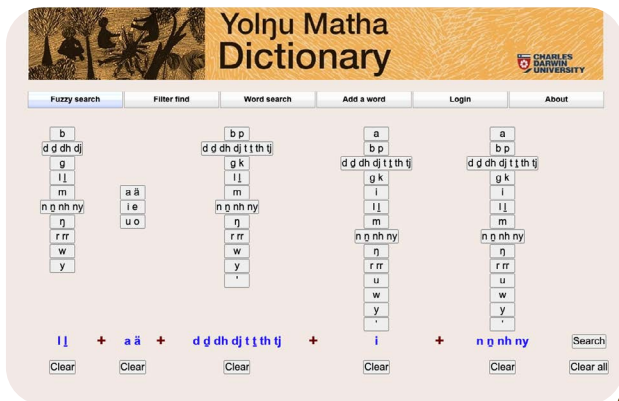 Yolŋu Matha
Dictionary
CHARLES
DARWIN
UNIVERSITY
Fuzzy search Filter find Word search Add a word Login About
b b p a a
d ḏ dh dj d ḏ dh dj t ṯ th tj b p b p
g g k d ḏ dh dj t ṯ th tj d ḏ dh dj t ṯ th tj
l ḻ l ḻ g k g k
m a ä m i i
n ṉ nh ny i e n ṉ nh ny l ḻ l ḻ
ŋ u o ŋ m m
r rr r rr n ṉ nh ny n ṉ nh ny
w w ŋ ŋ
y y r rr r rr
' u u
w w
y y
' '
l ḻ + a ä + d ḏ dh dj t ṯ th tj + i + n ṉ nh ny Search
Clear Clear Clear Clear Clear Clear all